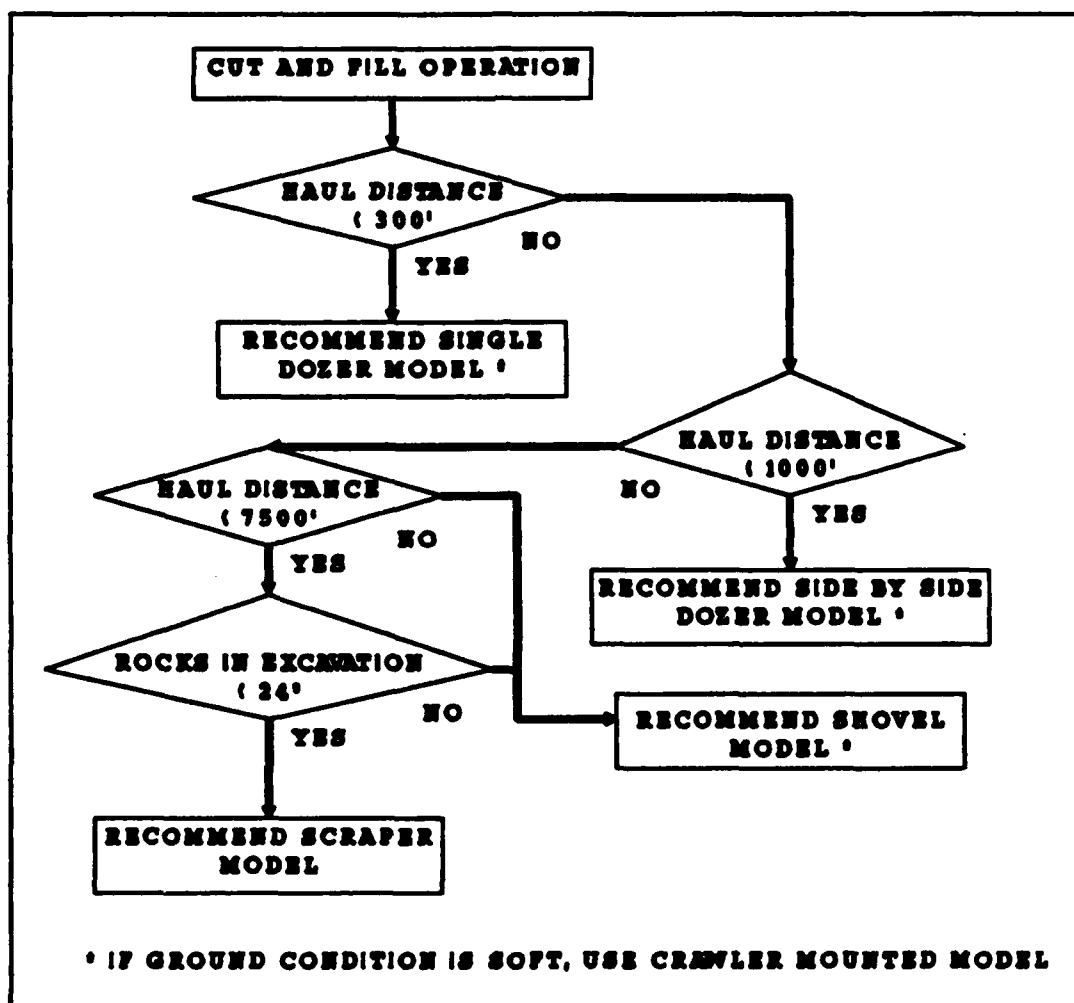 CUT AND FILL OPERATION
HAUL DISTANCE
< 300'
NO
YES
RECOMMEND SINGLE
DOZER MODEL *
HAUL DISTANCE
< 1000'
NO
YES
HAUL DISTANCE
< 7500'
NO
YES
RECOMMEND SIDE BY SIDE
DOZER MODEL *
ROCKS IN EXCAVATION
< 24"
NO
YES
RECOMMEND SHOVEL
MODEL *
RECOMMEND SCRAPER
MODEL
* IF GROUND CONDITION IS SOFT, USE CRAWLER MOUNTED MODEL